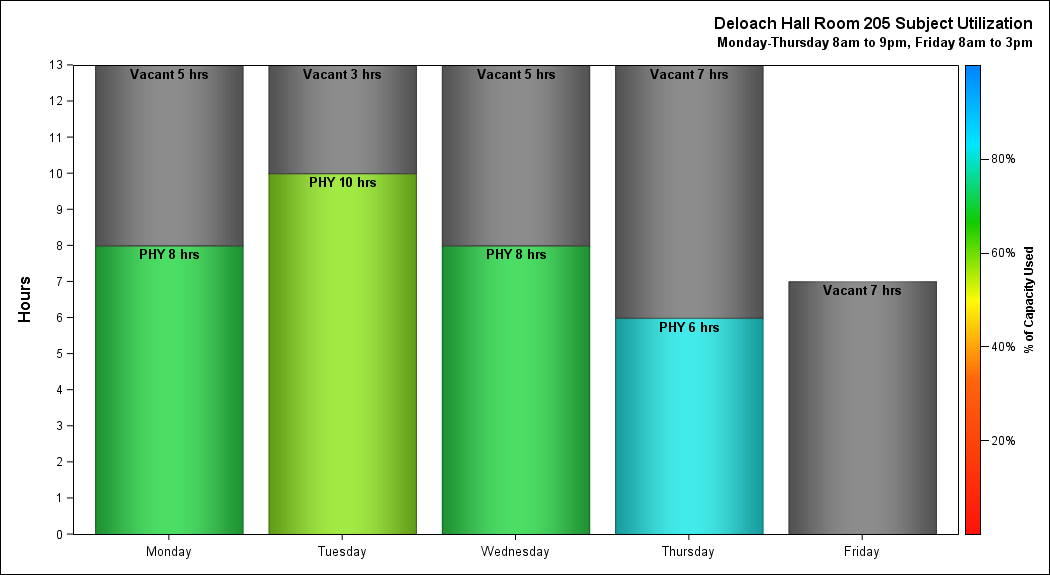 Deloach Hall Room 205 Subject Utilization
Monday-Thursday 8am to 9pm, Friday 8am to 3pm
Hours
13
12
11
10
9
8
7
6
5
4
3
2
1
0
Vacant 5 hrs
PHY 8 hrs
Vacant 3 hrs
PHY 10 hrs
Vacant 5 hrs
PHY 8 hrs
Vacant 7 hrs
PHY 6 hrs
Vacant 7 hrs
Monday
Tuesday
Wednesday
Thursday
Friday
80%
60%
40%
20%
% of Capacity Used